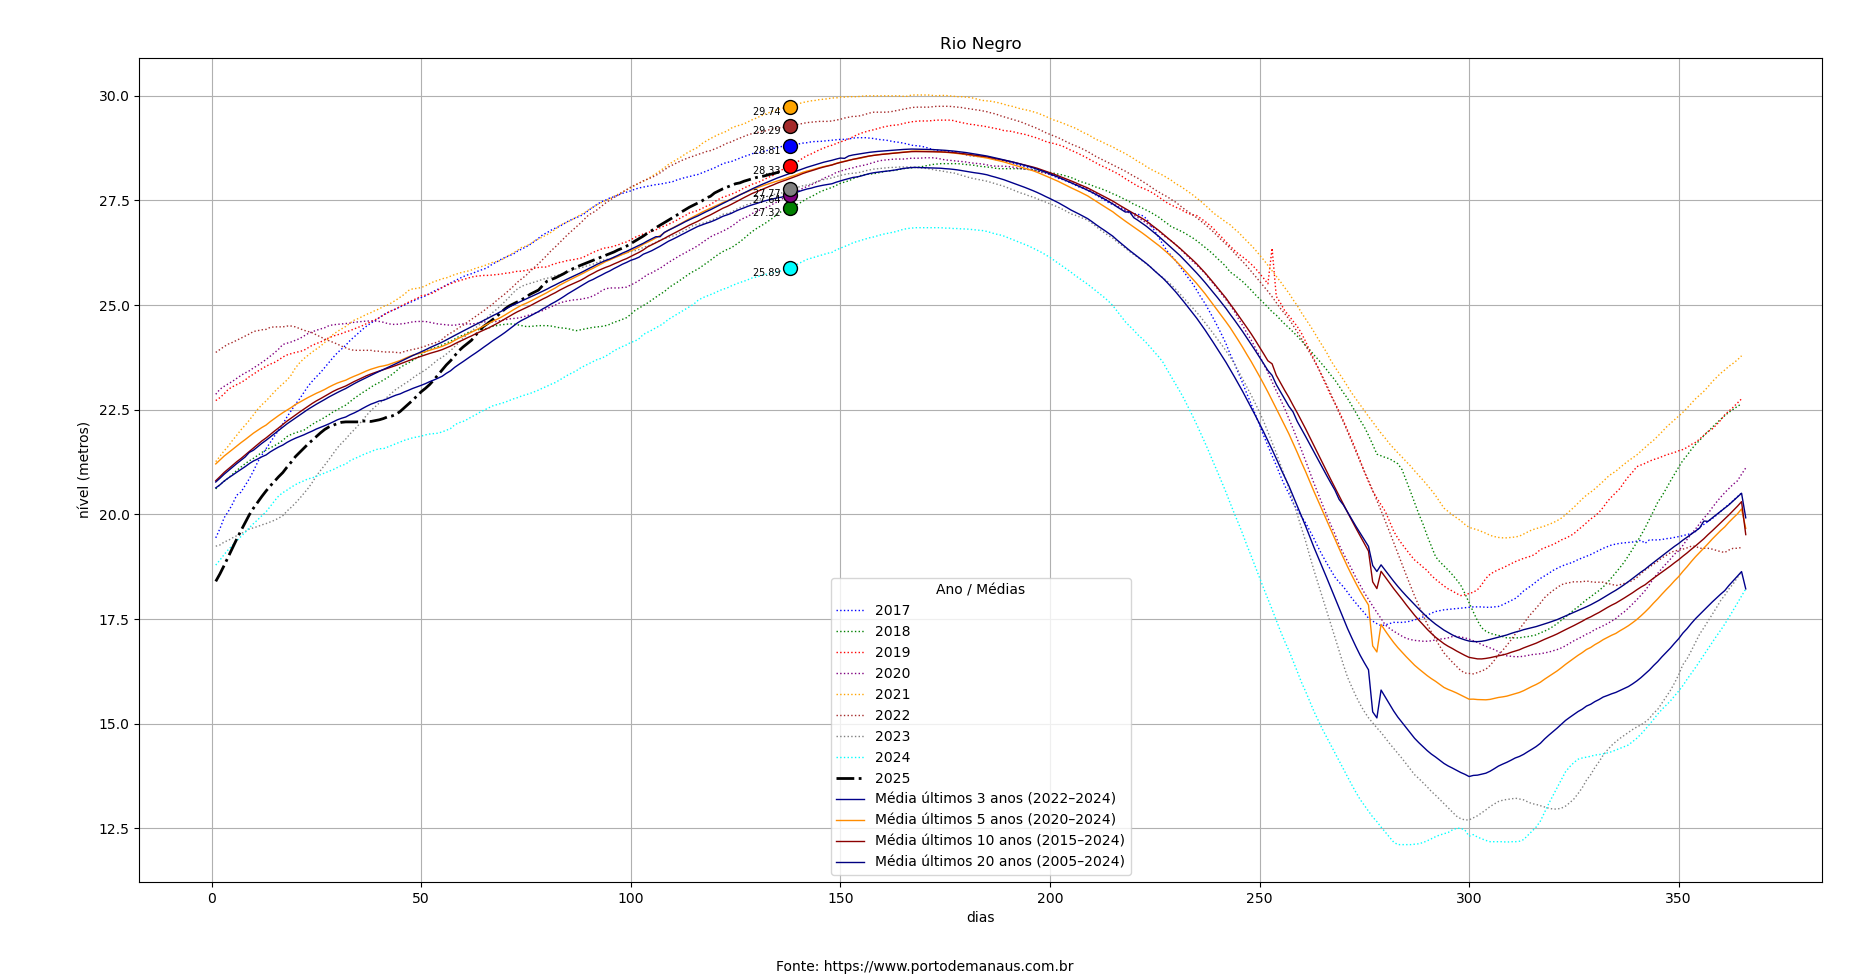 Rio Negro
30.0
27.5
25.0
22.5
20.0
17.5
15.0
12.5
nível (metros)
29.74
29.29
28.81
28.33
27.77
27.64
27.32
25.89
Ano / Médias
2017
2018
2019
2020
2021
2022
2023
2024
2025
Média últimos 3 anos (2022–2024)
Média últimos 5 anos (2020–2024)
Média últimos 10 anos (2015–2024)
Média últimos 20 anos (2005–2024)
0 50 100 150 200 250 300 350
dias
Fonte: https://www.portodemanaus.com.br